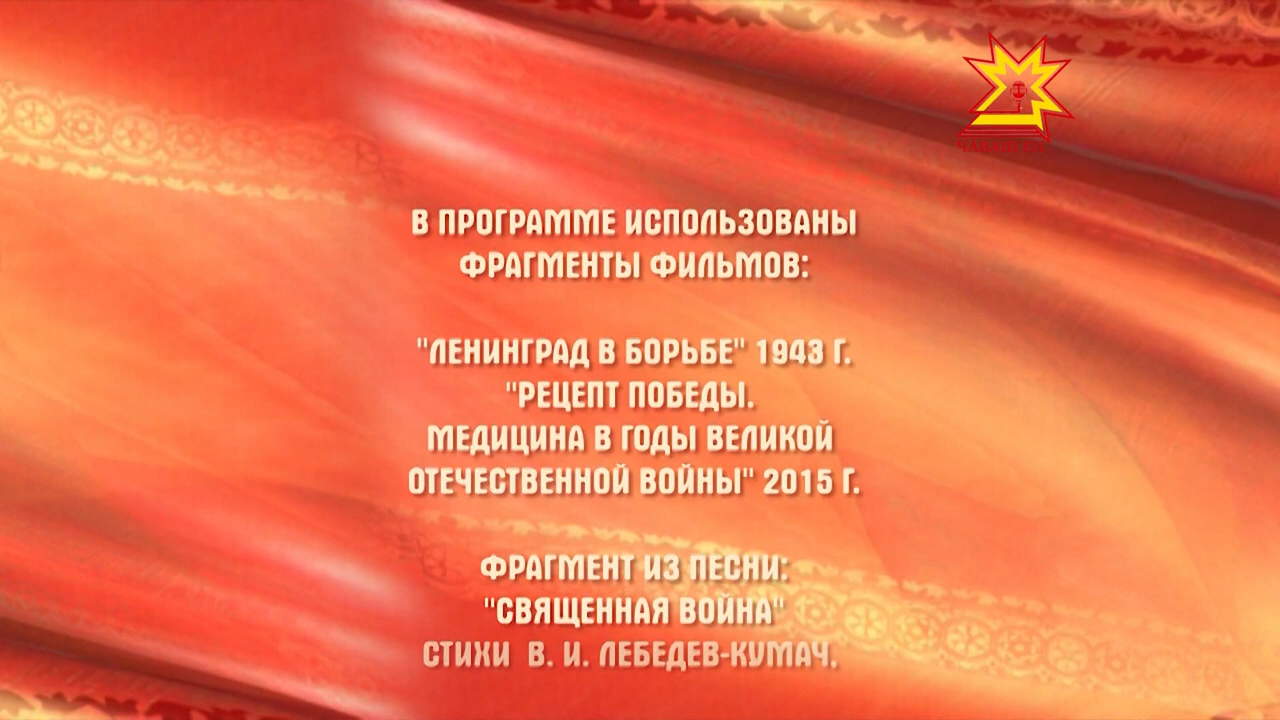 В ПРОГРАММЕ ИСПОЛЬЗОВАНЫ
ФРАГМЕНТЫ ФИЛЬМОВ:
"ЛЕНИНГРАД В БОРЬБЕ" 1943 Г.
"РЕЦЕПТ ПОБЕДЫ.
МЕДИЦИНА В ГОДЫ ВЕЛИКОЙ
ОТЕЧЕСТВЕННОЙ ВОЙНЫ" 2015 Г.
ФРАГМЕНТ ИЗ ПЕСНИ:
"СВЯЩЕННАЯ ВОЙНА"
СТИХИ В. И. ЛЕБЕДЕВ-КУМАЧ.